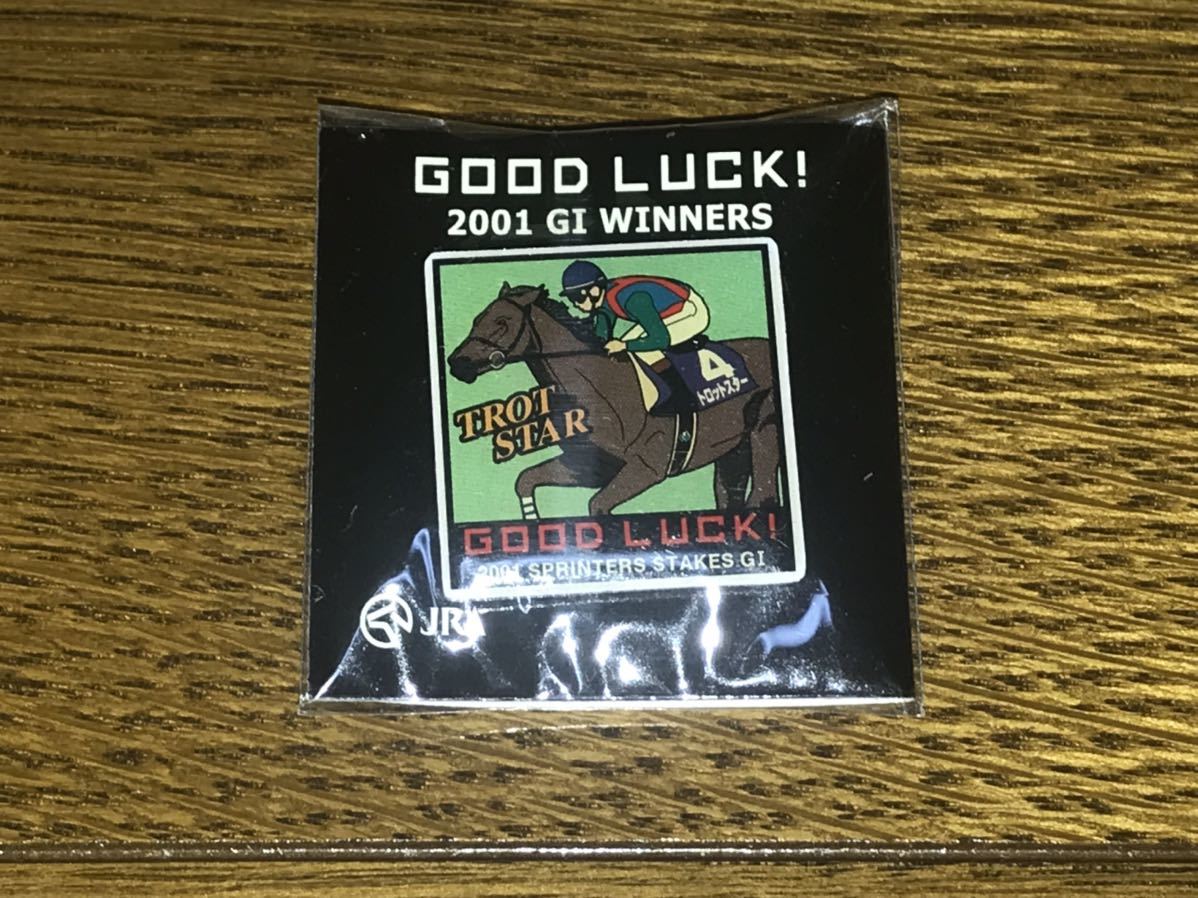 GOOD LUCK!
2001 GI WINNERS
4
トロットスター
TROT
STAR
GOOD LUCK!
2001 SPRINTERS STAKES GI
JRA